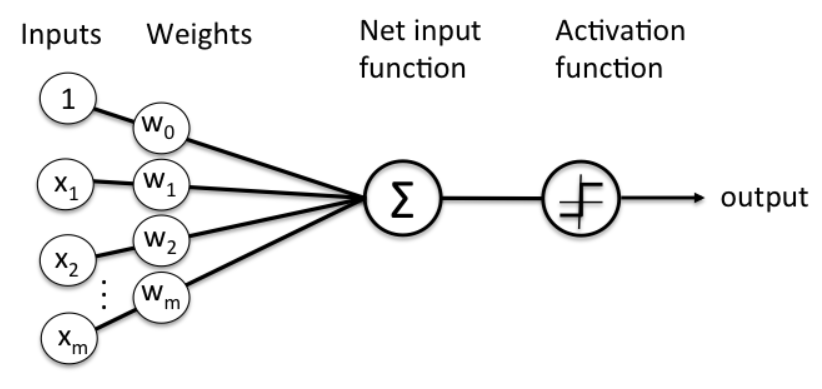 Inputs
Weights
Net input
function
Activation
function
1
w0
x1
w1
x2
w2
⋮
xm
wm
Σ
output